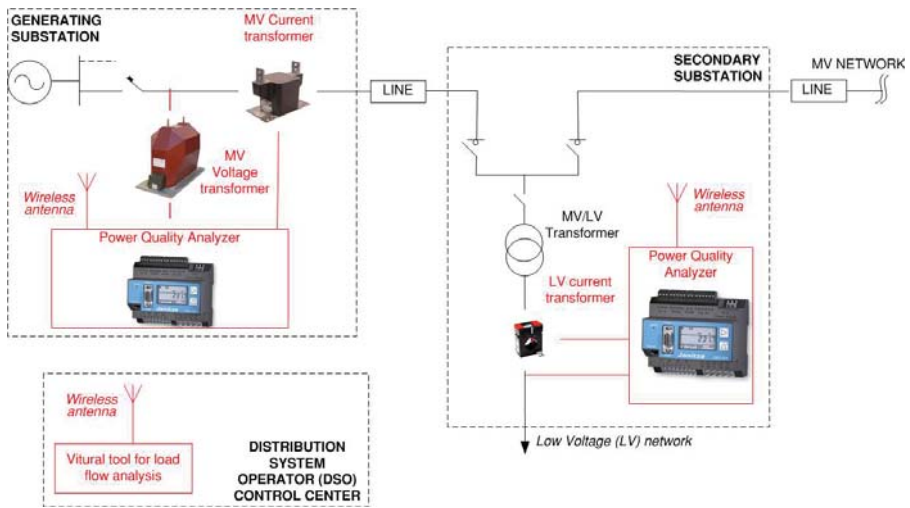 GENERATING
SUBSTATION
MV Current
transformer
LINE
MV
Voltage
transformer
Wireless
antenna
Power Quality Analyzer
SECONDARY
SUBSTATION
MV NETWORK
LINE
MV/LV
Transformer
Wireless
antenna
LV current
transformer
Power Quality
Analyzer
Low Voltage (LV) network
Wireless
antenna
Vitural tool for load
flow analysis
DISTRIBUTION
SYSTEM
OPERATOR (DSO)
CONTROL CENTER